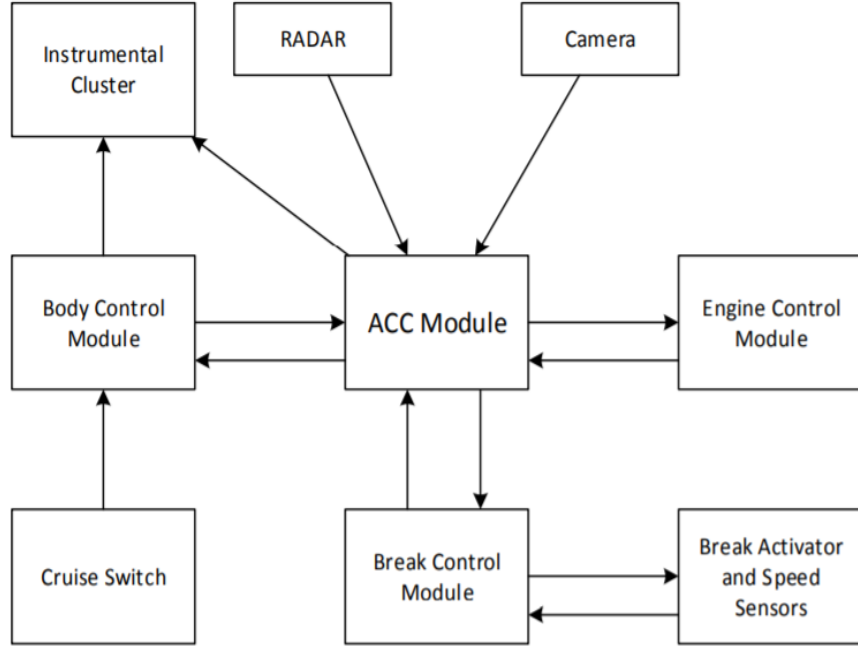 Instrumental
Cluster
RADAR
Camera
Body Control
Module
ACC Module
Engine Control
Module
Cruise Switch
Break Control
Module
Break Activator
and Speed
Sensors